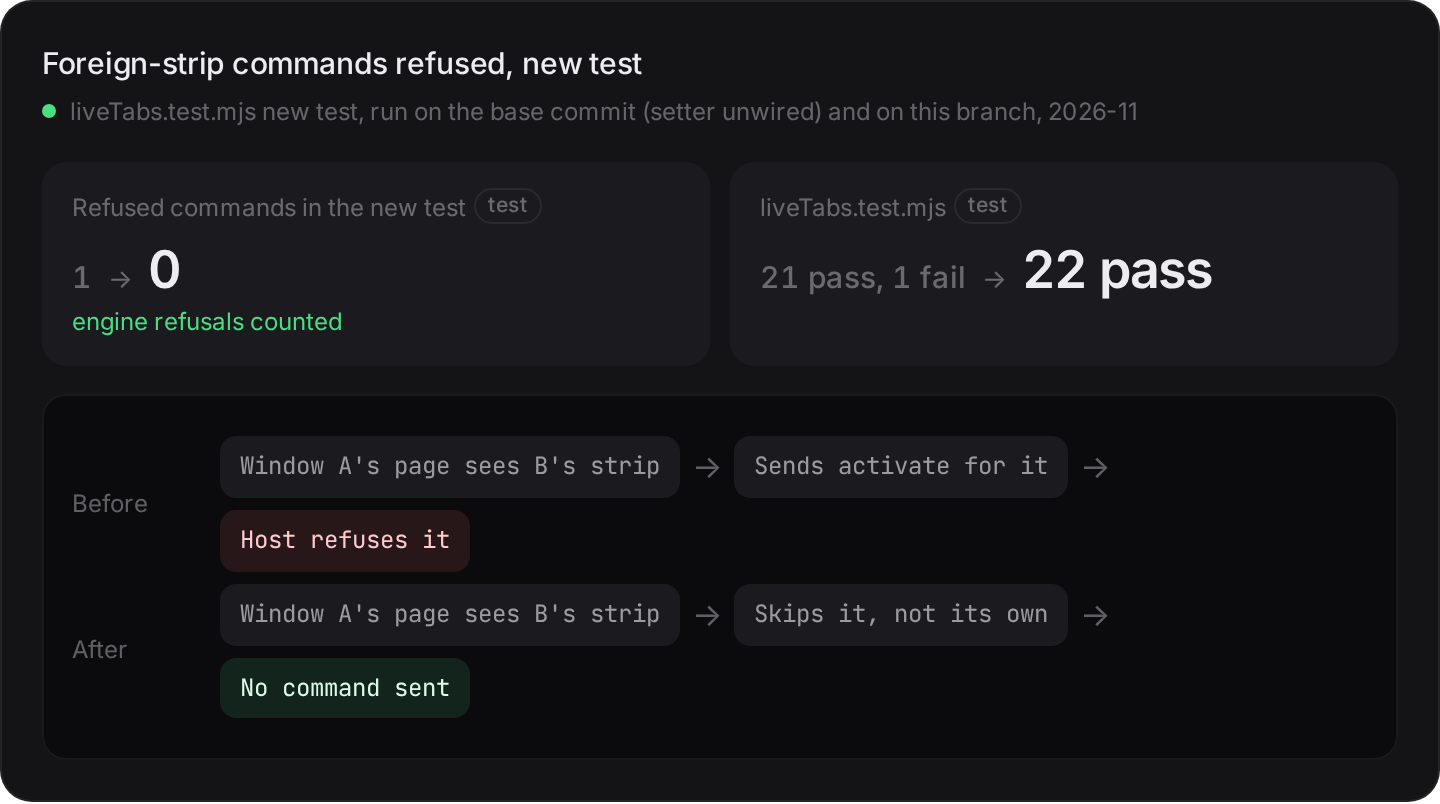 Foreign-strip commands refused, new test
liveTabs.test.mjs new test, run on the base commit (setter unwired) and on this branch, 2026-11
Refused commands in the new test test
1 → 0
engine refusals counted
liveTabs.test.mjs test
21 pass, 1 fail → 22 pass
Before
Window A's page sees B's strip → Sends activate for it →
Host refuses it
After
Window A's page sees B's strip → Skips it, not its own →
No command sent